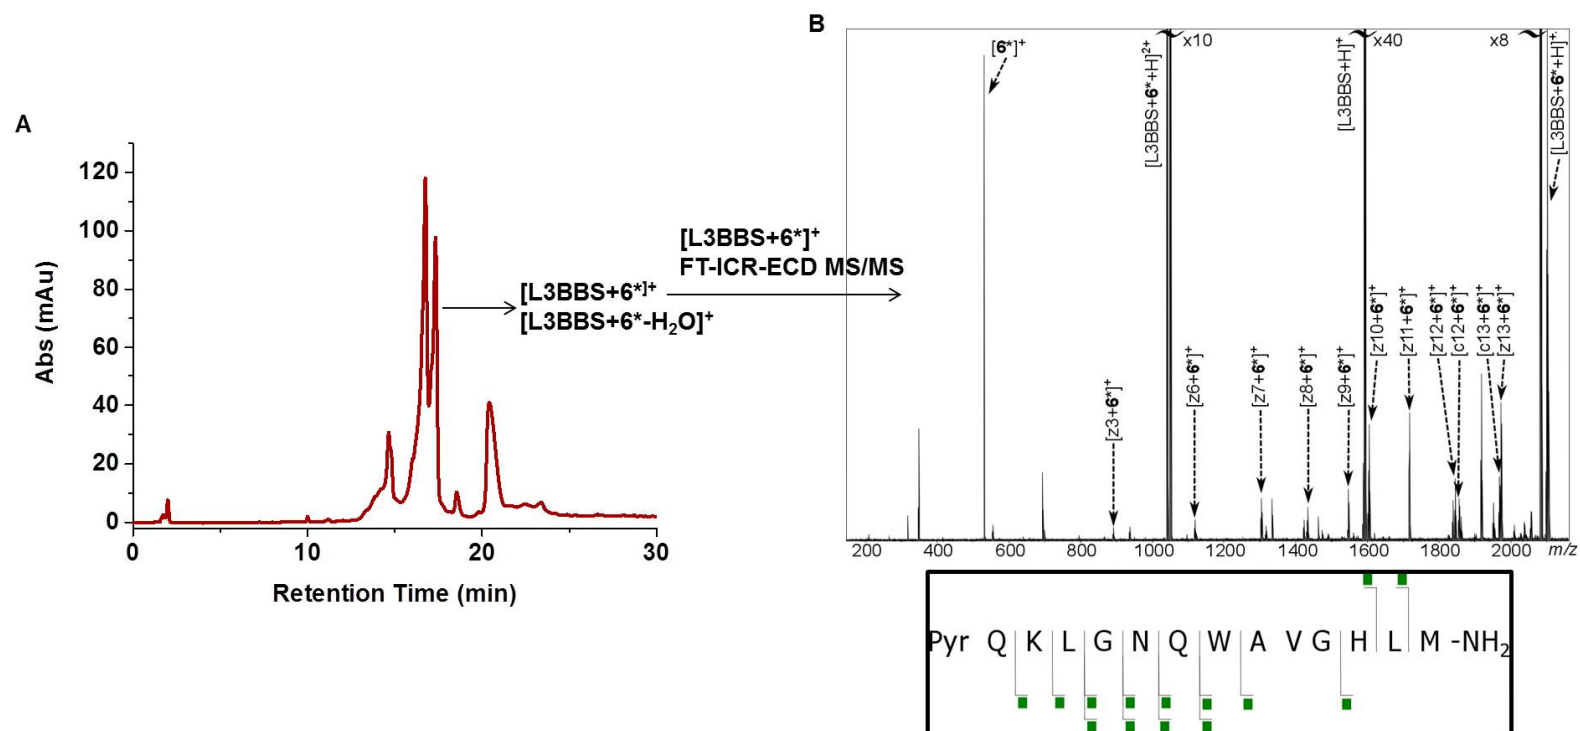 A
120
100
80
60
40
20
0
Abs (mAu)
0
10
20
30
Retention Time (min)
[L3BBS+6*]⁺
[L3BBS+6*-H₂O]⁺
[L3BBS+6*]⁺
FT-ICR-ECD MS/MS
B
[6*]⁺
[L3BBS+6*+H]²⁺
x10
[L3BBS+H]⁺
x40
x8
[L3BBS+6*+H]⁺·
[z3+6*]⁺
[z6+6*]⁺
[z7+6*]⁺
[z8+6*]⁺
[z9+6*]⁺
[z10+6*]⁺
[z11+6*]⁺
[z12+6*]⁺
[c12+6*]⁺
[c13+6*]⁺
[z13+6*]⁺
200 400 600 800 1000 1200 1400 1600 1800 2000 m/z
Pyr Q K L G N Q W A V G H L M -NH₂